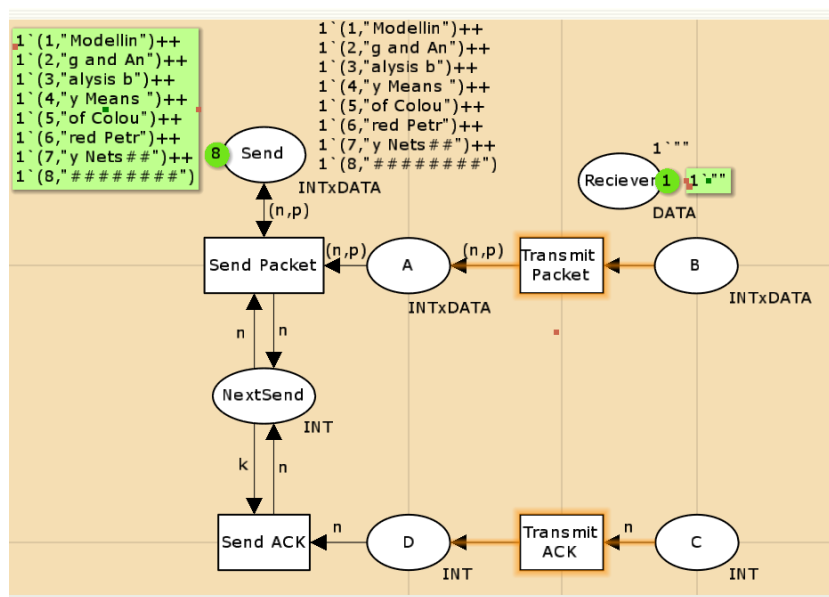 1`(1,"Modellin")++
1`(2,"g and An")++
1`(3,"alysis b")++
1`(4,"y Means ")++
1`(5,"of Colou")++
1`(6,"red Petr")++
1`(7,"y Nets##")++
1`(8,"########")
1`(1,"Modellin")++
1`(2,"g and An")++
1`(3,"alysis b")++
1`(4,"y Means ")++
1`(5,"of Colou")++
1`(6,"red Petr")++
1`(7,"y Nets##")++
1`(8,"########")
8
Send
INTxDATA
1`""
Reciever
1
1`""
DATA
(n,p)
Send Packet
(n,p)
A
INTxDATA
(n,p)
Transmit
Packet
B
INTxDATA
n
n
NextSend
INT
k
n
Send ACK
n
D
INT
Transmit
ACK
n
C
INT